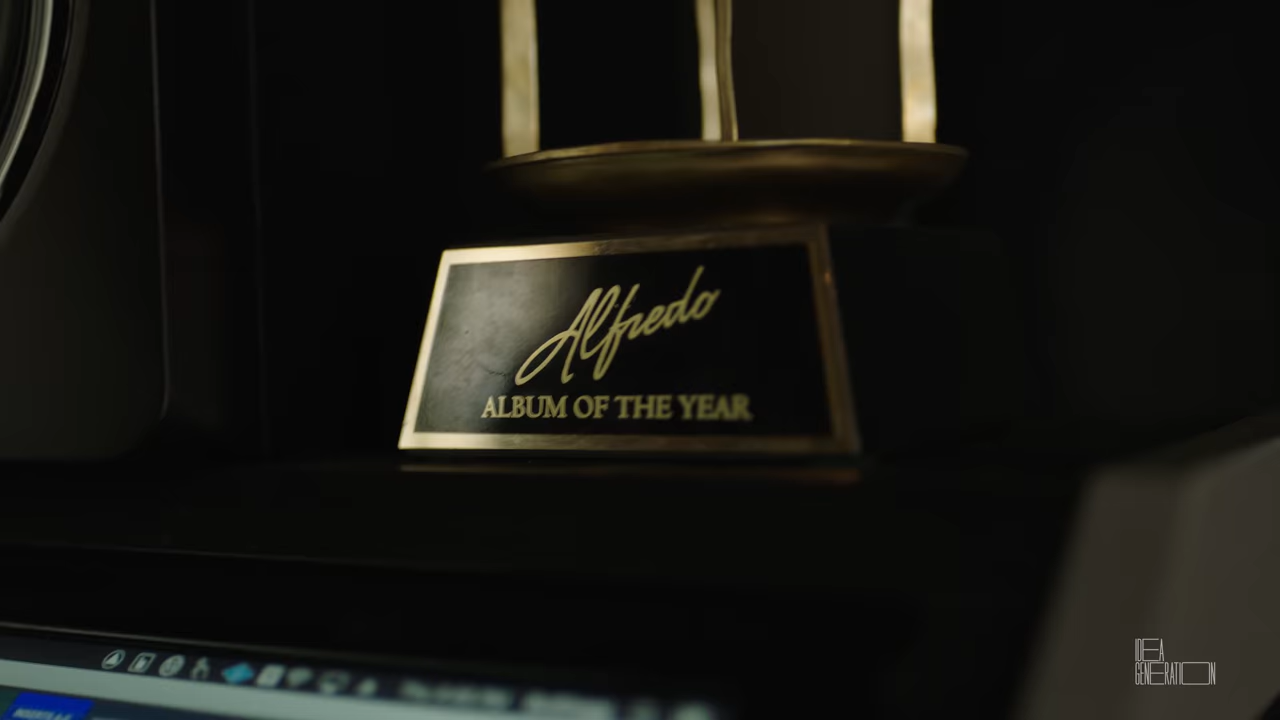 Alfredo
ALBUM OF THE YEAR
IDEA
GENERATION